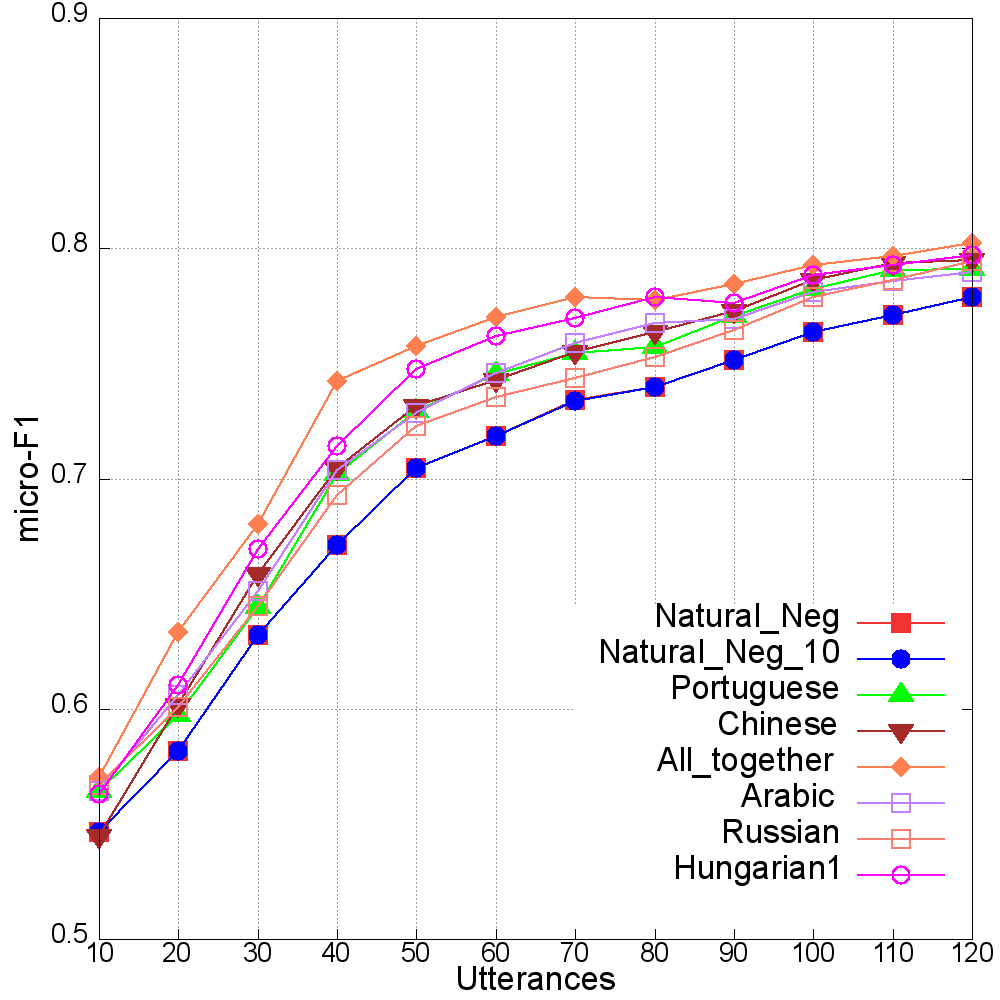 0.9
0.8
0.7
0.6
0.5
micro-F1
Natural_Neg
Natural_Neg_10
Portuguese
Chinese
All_together
Arabic
Russian
Hungarian1
10 20 30 40 50 60 70 80 90 100 110 120
Utterances